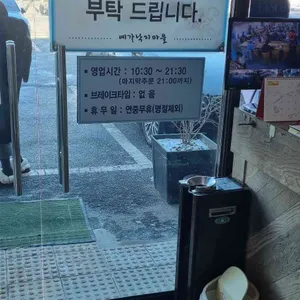 부탁 드립니다.
메가낙지마을
• 영업시간 : 10:30 ~ 21:30
(마지막주문 21:00까지)
• 브레이크타임 : 없 음
• 휴 무 일 : 연중무휴(명절제외)